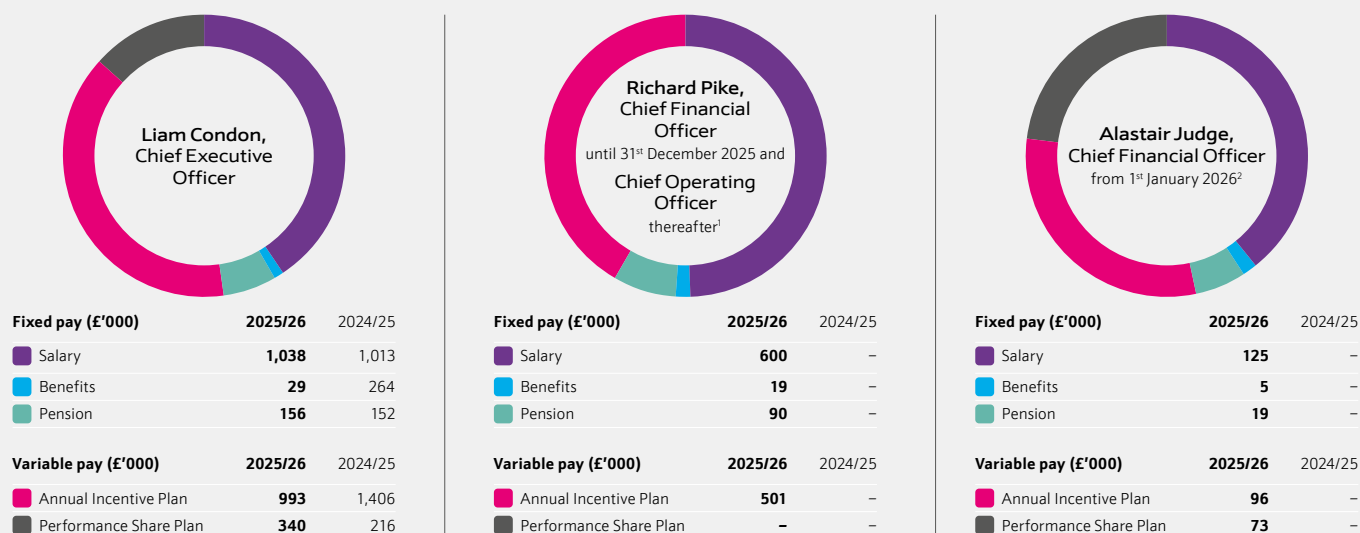 Liam Condon,
Chief Executive
Officer
Fixed pay (£’000) 2025/26 2024/25
Salary 1,038 1,013
Benefits 29 264
Pension 156 152
Variable pay (£’000) 2025/26 2024/25
Annual Incentive Plan 993 1,406
Performance Share Plan 340 216
Richard Pike,
Chief Financial
Officer
until 31st December 2025 and
Chief Operating
Officer
thereafter1
Fixed pay (£’000) 2025/26 2024/25
Salary 600 –
Benefits 19 –
Pension 90 –
Variable pay (£’000) 2025/26 2024/25
Annual Incentive Plan 501 –
Performance Share Plan – –
Alastair Judge,
Chief Financial Officer
from 1st January 20262
Fixed pay (£’000) 2025/26 2024/25
Salary 125 –
Benefits 5 –
Pension 19 –
Variable pay (£’000) 2025/26 2024/25
Annual Incentive Plan 96 –
Performance Share Plan 73 –